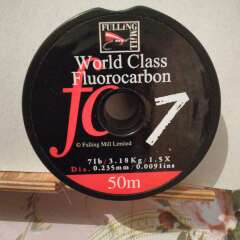 FULLING
MILL
World Class
Fluorocarbon
fc
7
© Fulling Mill Limited
7lb/3.18Kg/1.5X
Dia. 0.235mm/0.0091ins
50m